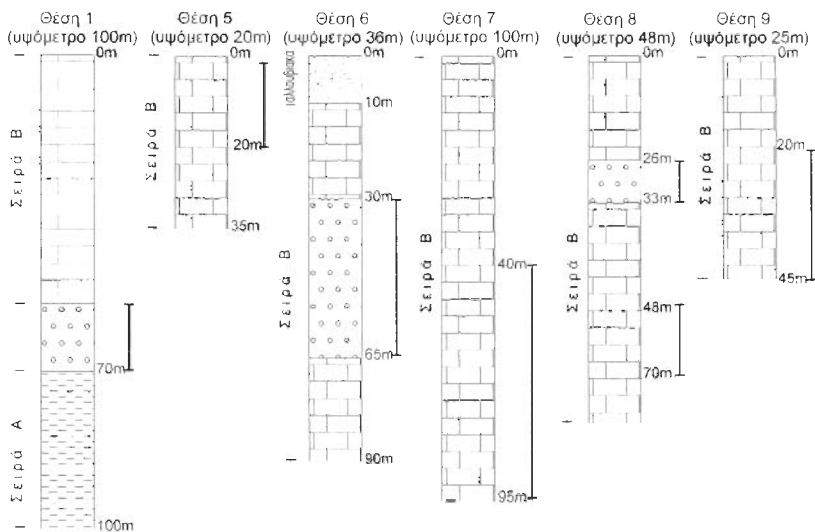 Θέση 1
(υψόμετρο 100m)
0m
Σειρά Β
70m
Σειρά Α
100m
Θέση 5
(υψόμετρο 20m)
0m
Σειρά Β
20m
35m
Θέση 6
(υψόμετρο 36m)
0m
10m
30m
Σειρά Β
65m
90m
Θέση 7
(υψόμετρο 100m)
0m
Σειρά Β
40m
95m
Θέση 8
(υψόμετρο 48m)
0m
26m
33m
Σειρά Β
48m
70m
Θέση 9
(υψόμετρο 25m)
0m
Σειρά Β
20m
45m